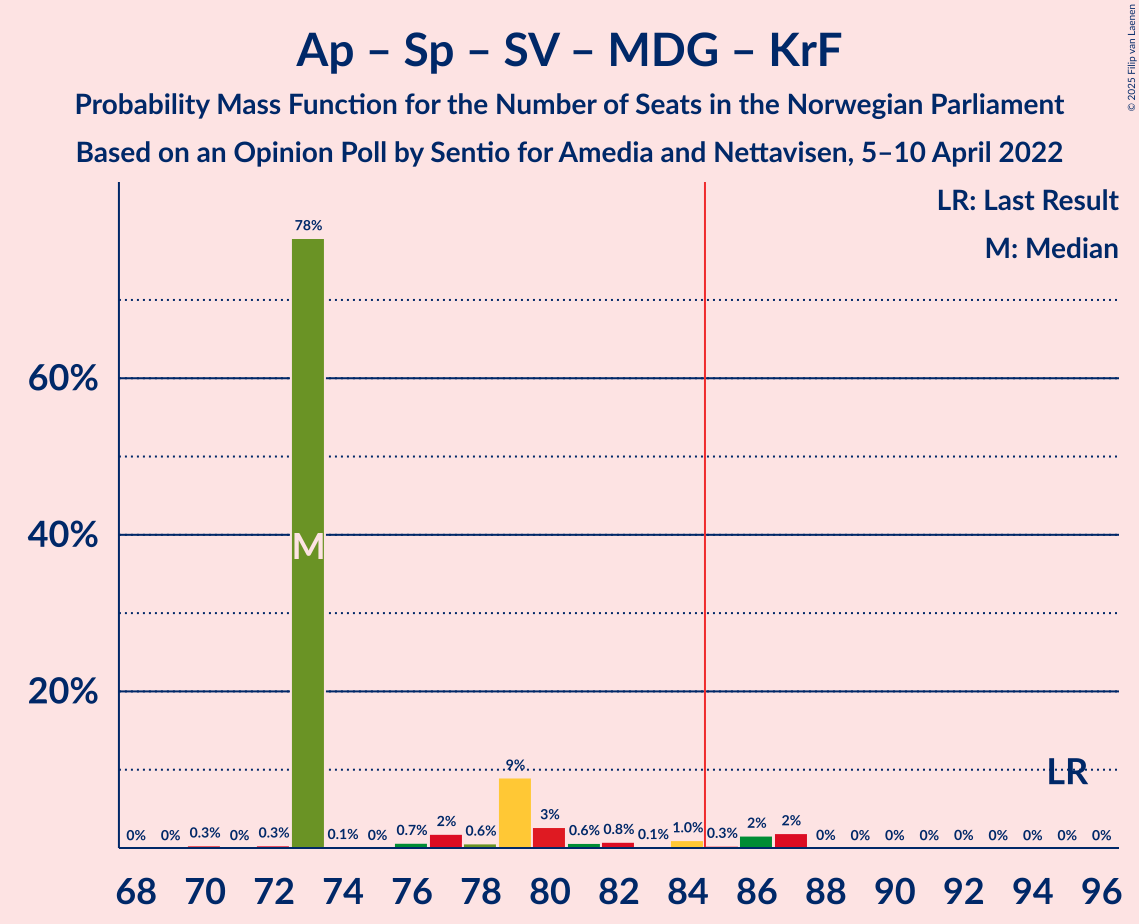 Ap – Sp – SV – MDG – KrF
Probability Mass Function for the Number of Seats in the Norwegian Parliament
Based on an Opinion Poll by Sentio for Amedia and Nettavisen, 5–10 April 2022
© 2025 Filip van Laenen
LR: Last Result
M: Median
60%
40%
20%
M
LR
0% 0% 0.3% 0% 0.3% 78% 0.1% 0% 0.7% 2% 0.6% 9% 3% 0.6% 0.8% 0.1% 1.0% 0.3% 2% 2% 0% 0% 0% 0% 0% 0% 0% 0% 0%
68 70 72 74 76 78 80 82 84 86 88 90 92 94 96